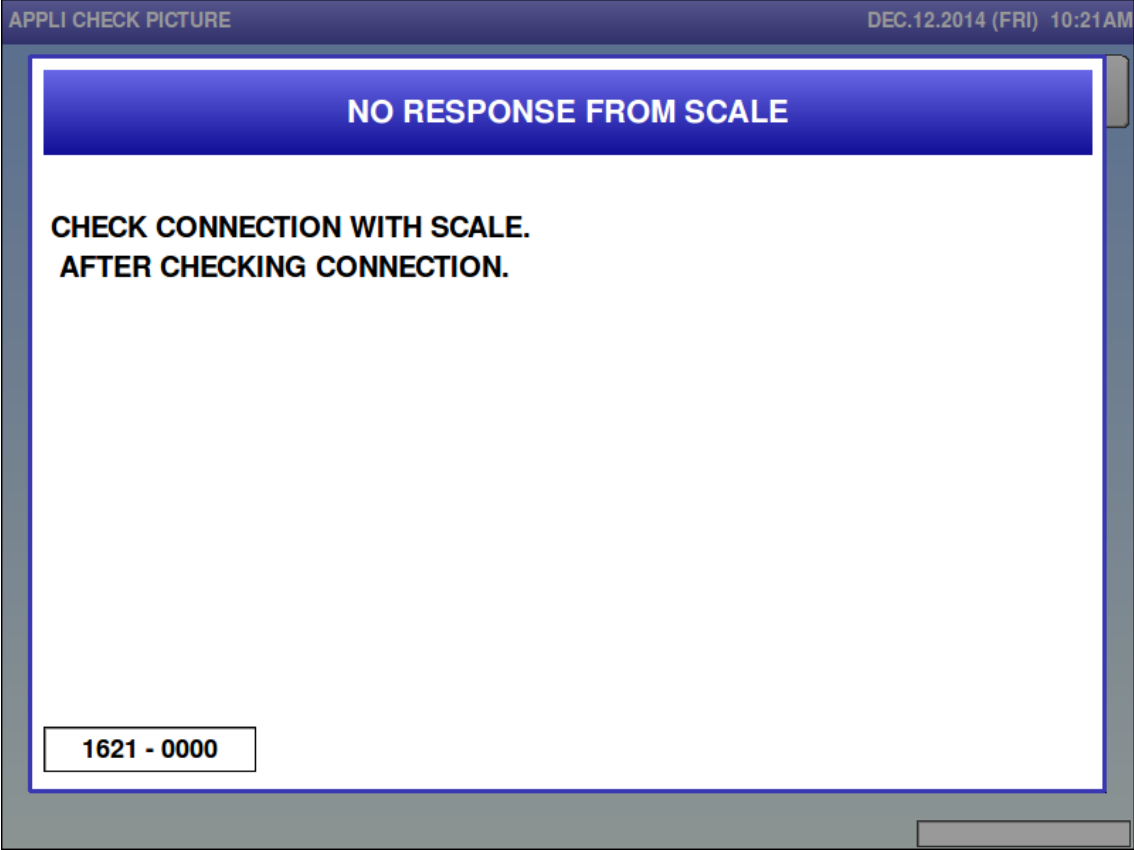 APPLI CHECK PICTURE DEC.12.2014 (FRI) 10:21AM
NO RESPONSE FROM SCALE
CHECK CONNECTION WITH SCALE.
AFTER CHECKING CONNECTION.
1621 - 0000